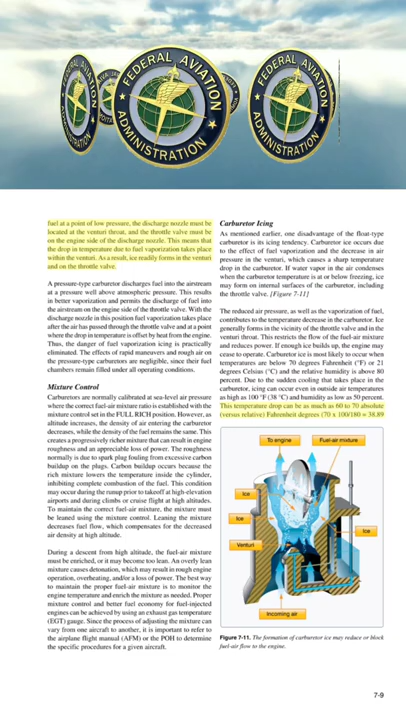 FEDERAL AVIATION
ADMINISTRATION
FEDERAL AVIATION
ADMINISTRATION
fuel at a point of low pressure, the discharge nozzle must be
located at the venturi throat, and the throttle valve must be
on the engine side of the discharge nozzle. This means that
the drop in temperature due to fuel vaporization takes place
within the venturi. As a result, ice readily forms in the venturi
and on the throttle valve.
A pressure-type carburetor discharges fuel into the airstream
at a pressure well above atmospheric pressure. This results
in better vaporization and permits the discharge of fuel into
the airstream on the engine side of the throttle valve. With the
discharge nozzle in this position fuel vaporization takes place
after the air has passed through the throttle valve and at a point
where the drop in temperature is offset by heat from the engine.
Thus, the danger of fuel vaporization icing is practically
eliminated. The effects of rapid maneuvers and rough air on
the pressure-type carburetors are negligible, since their fuel
chambers remain filled under all operating conditions.
Mixture Control
Carburetors are normally calibrated at sea-level air pressure
where the correct fuel-air mixture ratio is established with the
mixture control set in the FULL RICH position. However, as
altitude increases, the density of air entering the carburetor
decreases, while the density of the fuel remains the same. This
creates a progressively richer mixture that can result in engine
roughness and an appreciable loss of power. The roughness
normally is due to spark plug fouling from excessive carbon
buildup on the plugs. Carbon buildup occurs because the
rich mixture lowers the temperature inside the cylinder,
inhibiting complete combustion of the fuel. This condition
may occur during the runup prior to takeoff at high-elevation
airports and during climbs or cruise flight at high altitudes.
To maintain the correct fuel-air mixture, the mixture must
be leaned using the mixture control. Leaning the mixture
decreases fuel flow, which compensates for the decreased
air density at high altitude.
During a descent from high altitude, the fuel-air mixture
must be enriched, or it may become too lean. An overly lean
mixture causes detonation, which may result in rough engine
operation, overheating, and/or a loss of power. The best way
to maintain the proper fuel-air mixture is to monitor the
engine temperature and enrich the mixture as needed. Proper
mixture control and better fuel economy for fuel-injected
engines can be achieved by using an exhaust gas temperature
(EGT) gauge. Since the process of adjusting the mixture can
vary from one aircraft to another, it is important to refer to
the airplane flight manual (AFM) or the POH to determine
the specific procedures for a given aircraft.
Carburetor Icing
As mentioned earlier, one disadvantage of the float-type
carburetor is its icing tendency. Carburetor ice occurs due
to the effect of fuel vaporization and the decrease in air
pressure in the venturi, which causes a sharp temperature
drop in the carburetor. If water vapor in the air condenses
when the carburetor temperature is at or below freezing, ice
may form on internal surfaces of the carburetor, including
the throttle valve. [Figure 7-11]
The reduced air pressure, as well as the vaporization of fuel,
contributes to the temperature decrease in the carburetor. Ice
generally forms in the vicinity of the throttle valve and in the
venturi throat. This restricts the flow of the fuel-air mixture
and reduces power. If enough ice builds up, the engine may
cease to operate. Carburetor ice is most likely to occur when
temperatures are below 70 degrees Fahrenheit (°F) or 21
degrees Celsius (°C) and the relative humidity is above 80
percent. Due to the sudden cooling that takes place in the
carburetor, icing can occur even in outside air temperatures
as high as 100 °F (38 °C) and humidity as low as 50 percent.
This temperature drop can be as much as 60 to 70 absolute
(versus relative) Fahrenheit degrees (70 x 100/180 = 38.89
To engine
Fuel-air mixture
Ice
Ice
Ice
Venturi
Incoming air
Figure 7-11. The formation of carburetor ice may reduce or block
fuel-air flow to the engine.
7-9